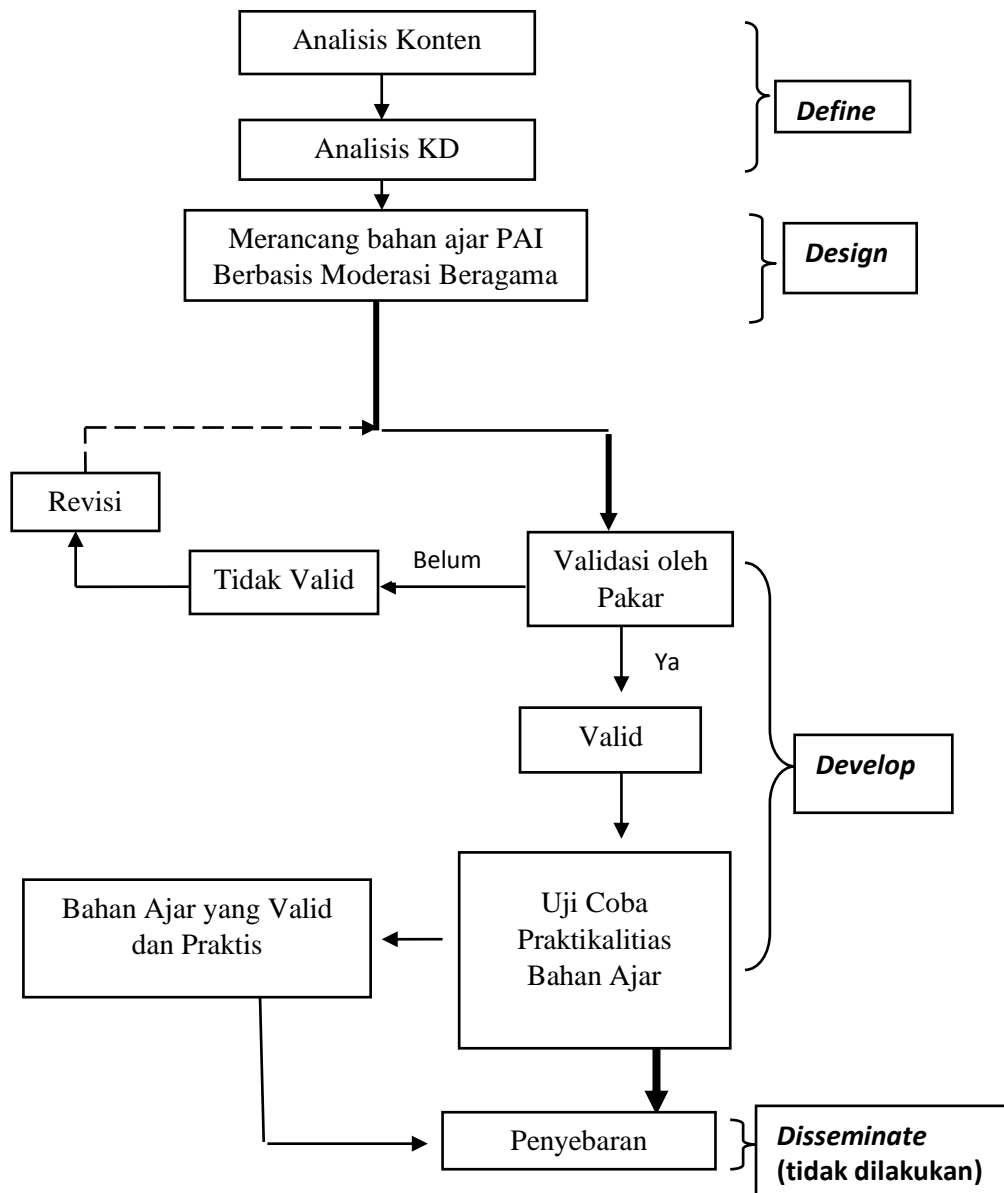 Analisis Konten
Define
Analisis KD
Merancang bahan ajar PAI
Berbasis Moderasi Beragama
Design
Revisi
Tidak Valid
Belum
Validasi oleh
Pakar
Ya
Valid
Develop
Uji Coba
Praktikalitias
Bahan Ajar
Bahan Ajar yang Valid
dan Praktis
Penyebaran
Disseminate
(tidak dilakukan)